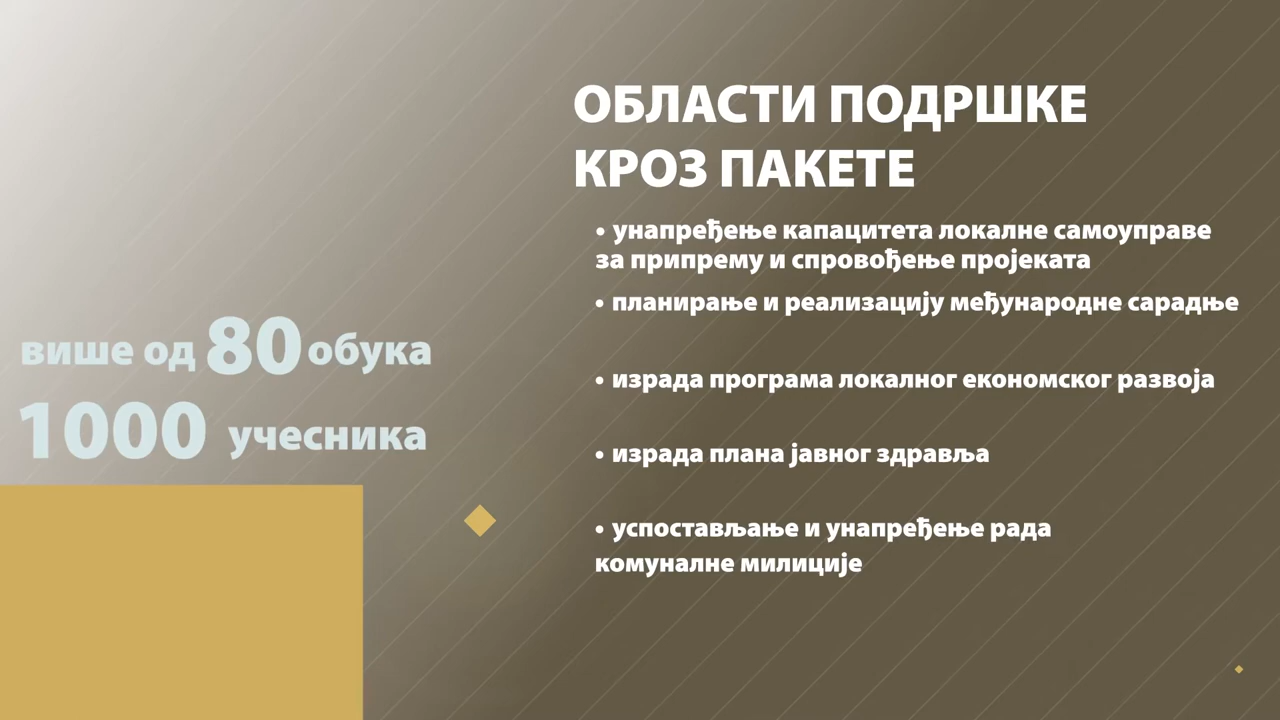 ОБЛАСТИ ПОДРШКЕ
КРОЗ ПАКЕТЕ
• унапређење капацитета локалне самоуправе
за припрему и спровођење пројеката
• планирање и реализацију међународне сарадње
• израда програма локалног економског развоја
• израда плана јавног здравља
• успостављање и унапређење рада
комуналне милиције
више од 80 обука
1000 учесника